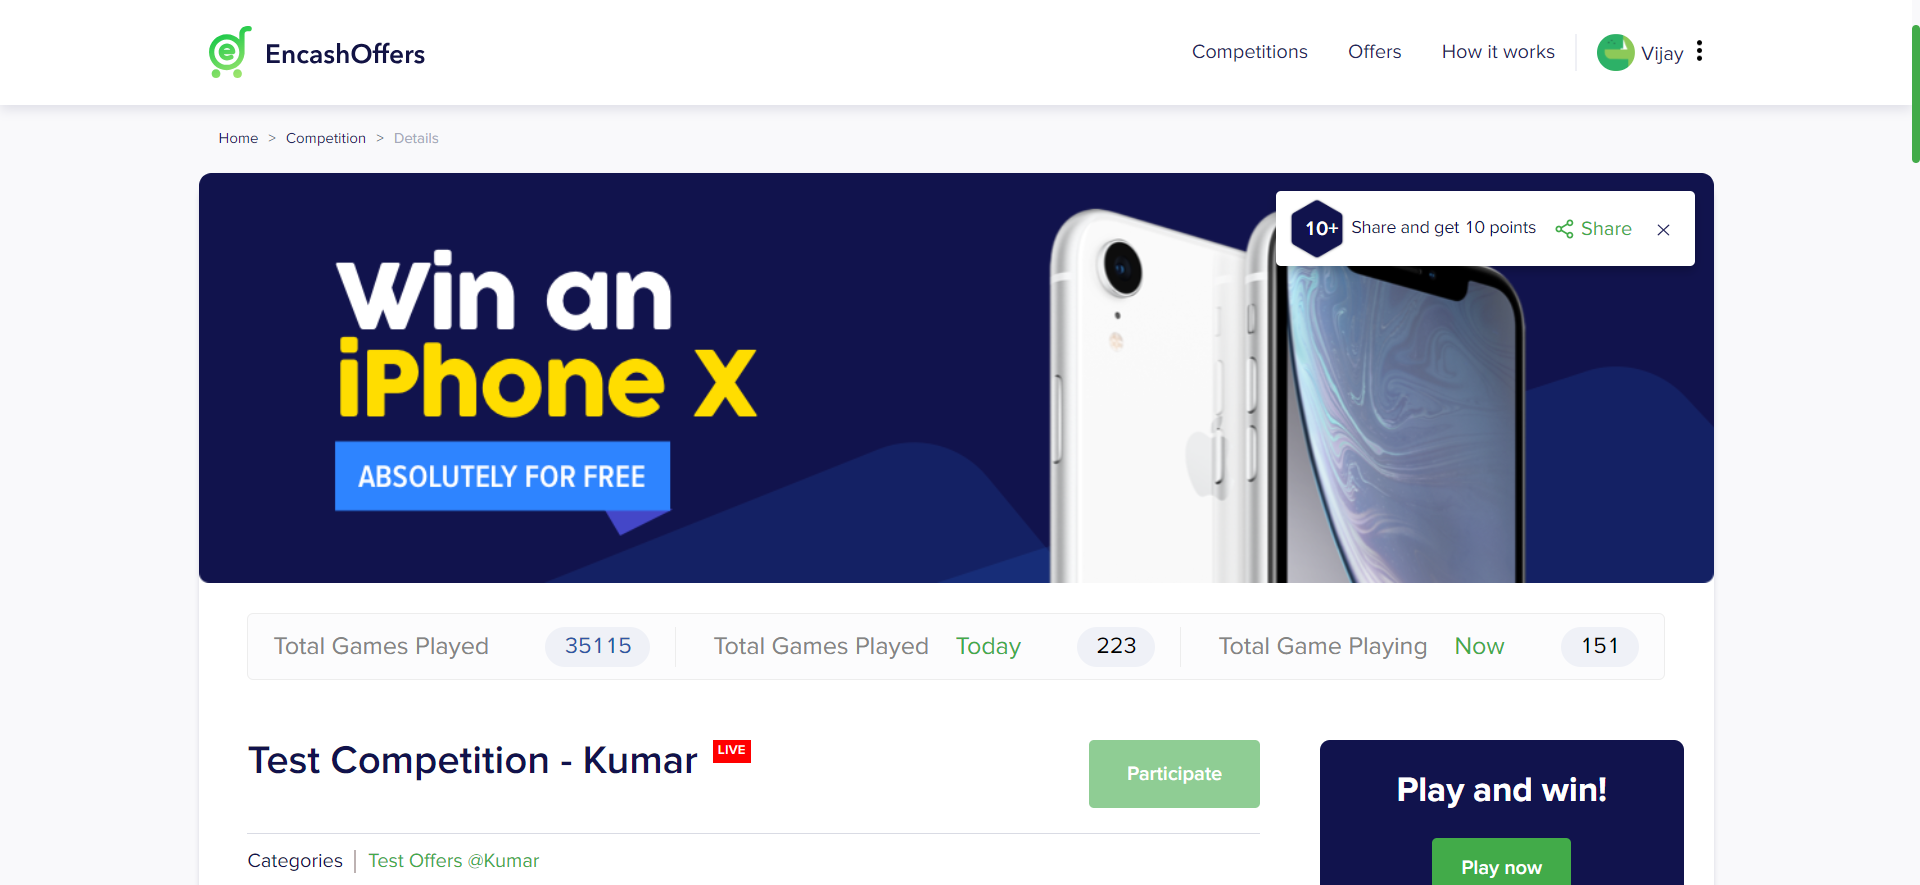 EncashOffers
Competitions Offers How it works Vijay
Home > Competition > Details
10+ Share and get 10 points Share
Win an
iPhone X
ABSOLUTELY FOR FREE
Total Games Played 35115 Total Games Played Today 223 Total Game Playing Now 151
Test Competition - Kumar LIVE
Participate
Play and win!
Categories | Test Offers @Kumar
Play now